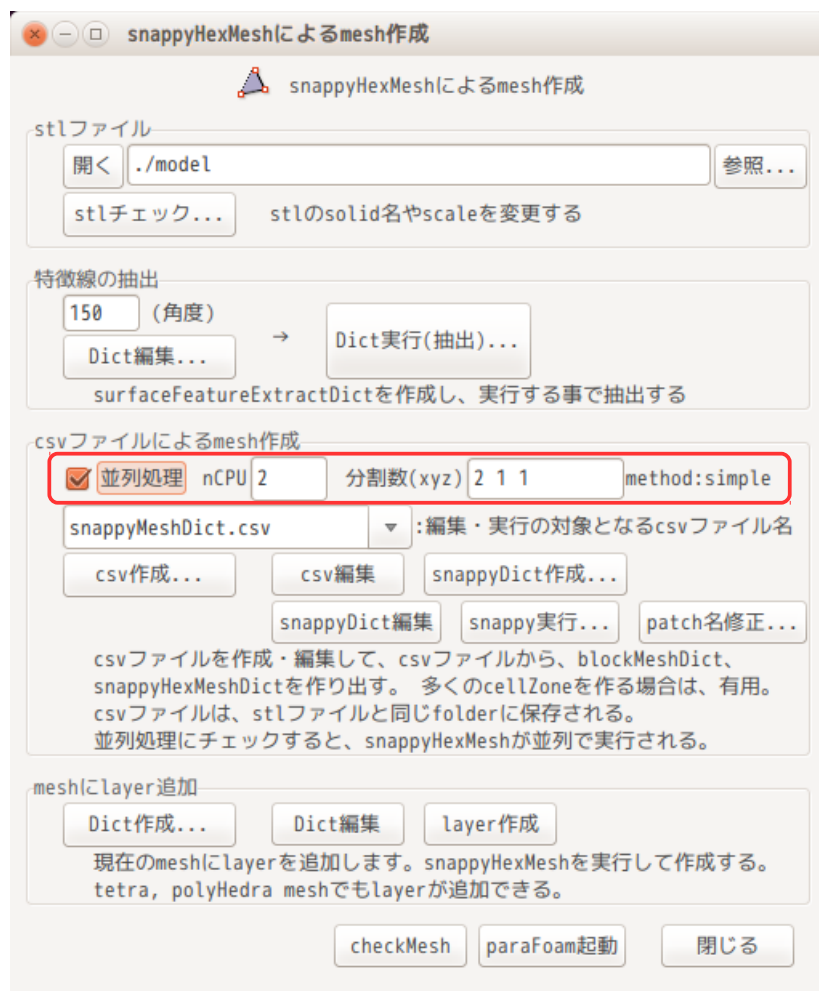 snappyHexMeshによるmesh作成
snappyHexMeshによるmesh作成
stlファイル
開く ./model 参照...
stlチェック... stlのsolid名やscaleを変更する
特徴線の抽出
150 (角度)
→ Dict実行(抽出)...
Dict編集...
surfaceFeatureExtractDictを作成し、実行する事で抽出する
csvファイルによるmesh作成
並列処理 nCPU 2 分割数(xyz) 2 1 1 method:simple
snappyMeshDict.csv :編集・実行の対象となるcsvファイル名
csv作成... csv編集 snappyDict作成...
snappyDict編集 snappy実行... patch名修正...
csvファイルを作成・編集して、csvファイルから、blockMeshDict、
snappyHexMeshDictを作り出す。 多くのcellZoneを作る場合は、有用。
csvファイルは、stlファイルと同じfolderに保存される。
並列処理にチェックすると、snappyHexMeshが並列で実行される。
meshにlayer追加
Dict作成... Dict編集 layer作成
現在のmeshにlayerを追加します。snappyHexMeshを実行して作成する。
tetra, polyHedra meshでもlayerが追加できる。
checkMesh paraFoam起動 閉じる